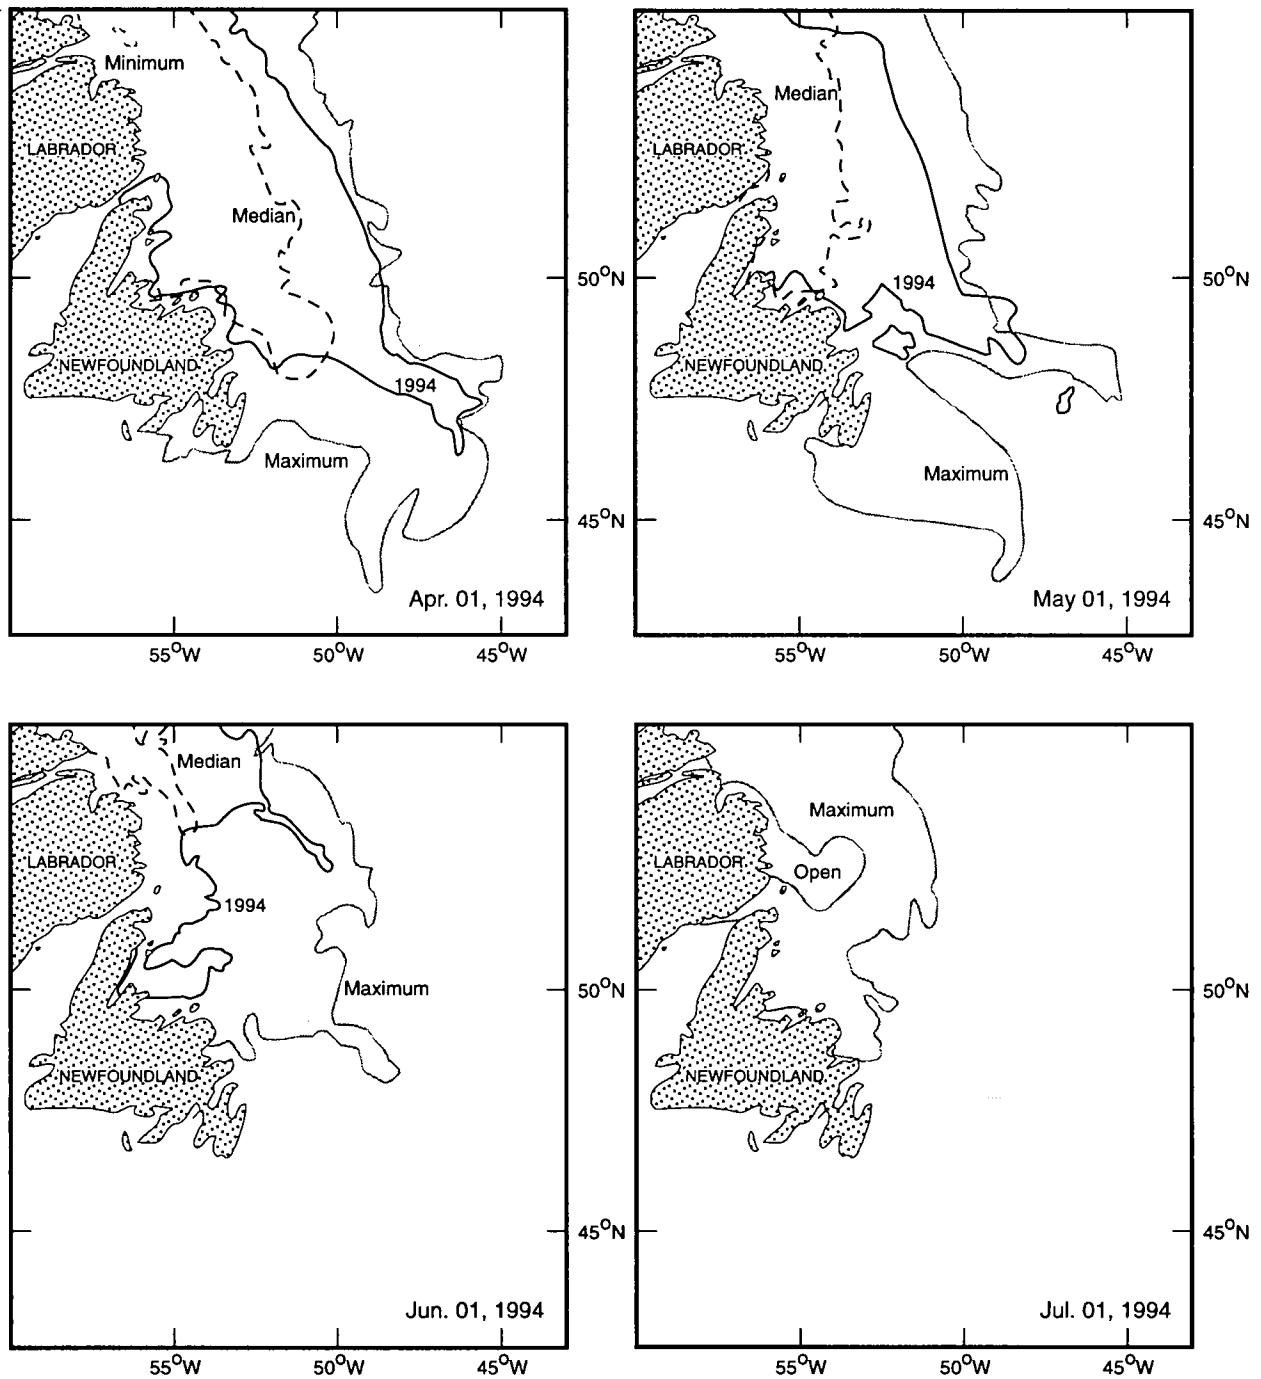 Minimum
LABRADOR
Median
50°N
NEWFOUNDLAND
1994
Maximum
45°N
Apr. 01, 1994
55°W 50°W 45°W
Median
LABRADOR
1994
50°N
NEWFOUNDLAND
Maximum
45°N
May 01, 1994
55°W 50°W 45°W
Median
LABRADOR
1994
Maximum
50°N
NEWFOUNDLAND
45°N
Jun. 01, 1994
55°W 50°W 45°W
Maximum
LABRADOR
Open
50°N
NEWFOUNDLAND
45°N
Jul. 01, 1994
55°W 50°W 45°W